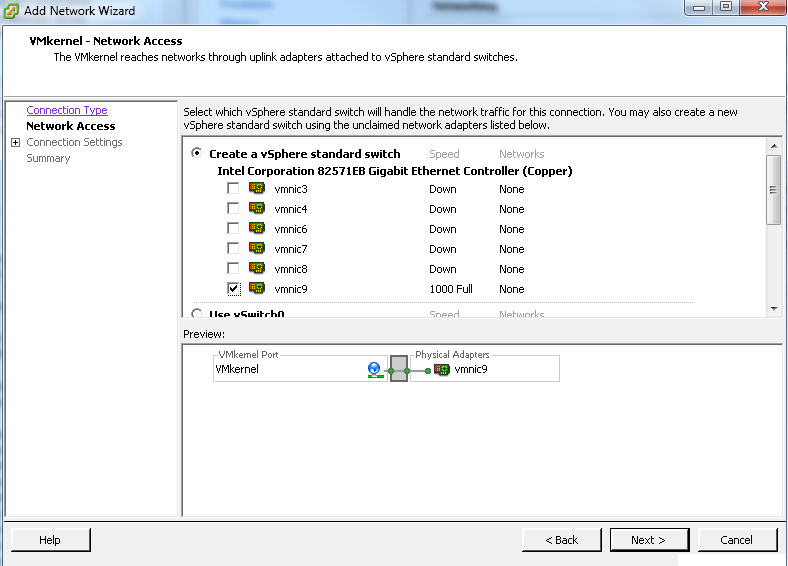 Add Network Wizard
VMkernel - Network Access
The VMkernel reaches networks through uplink adapters attached to vSphere standard switches.
Connection Type
Network Access
Connection Settings
Summary
Select which vSphere standard switch will handle the network traffic for this connection. You may also create a new
vSphere standard switch using the unclaimed network adapters listed below.
Create a vSphere standard switch Speed Networks
Intel Corporation 82571EB Gigabit Ethernet Controller (Copper)
vmnic3 Down None
vmnic4 Down None
vmnic6 Down None
vmnic7 Down None
vmnic8 Down None
vmnic9 1000 Full None
Use vSwitch0 Speed Networks
Preview:
VMkernel Port Physical Adapters
VMkernel vmnic9
Help < Back Next > Cancel